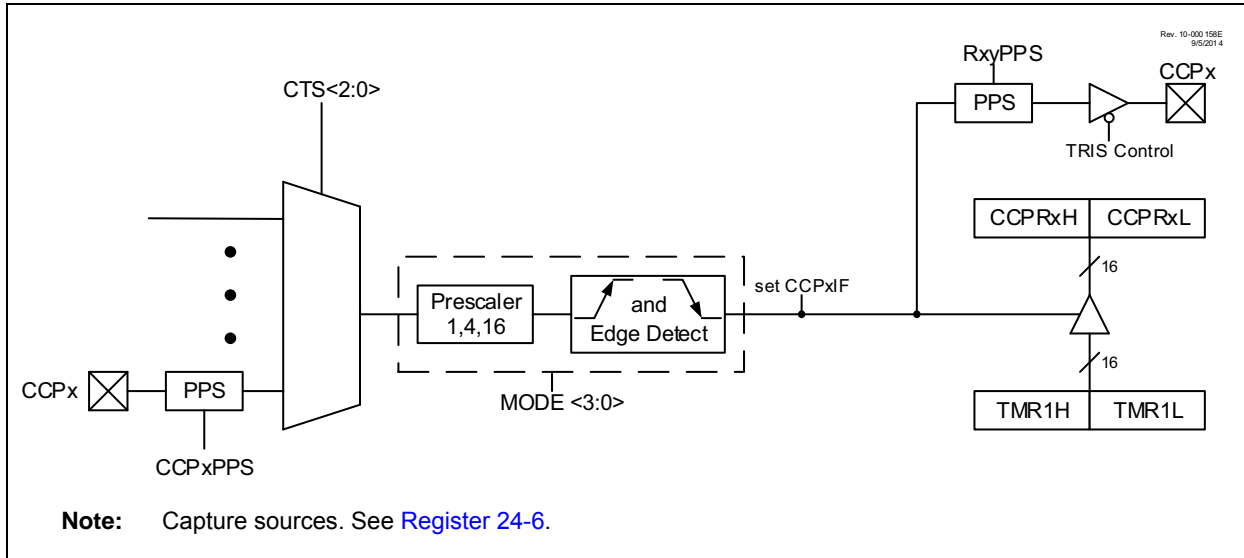 Rev. 10-000 158E
9/5/201 4
RxyPPS
CCPx
CTS<2:0>
PPS
TRIS Control
CCPRxH
CCPRxL
16
Prescaler
1,4,16
and
Edge Detect
set CCPxIF
16
CCPx
PPS
MODE <3:0>
TMR1H
TMR1L
CCPxPPS
Note: Capture sources. See Register 24-6.